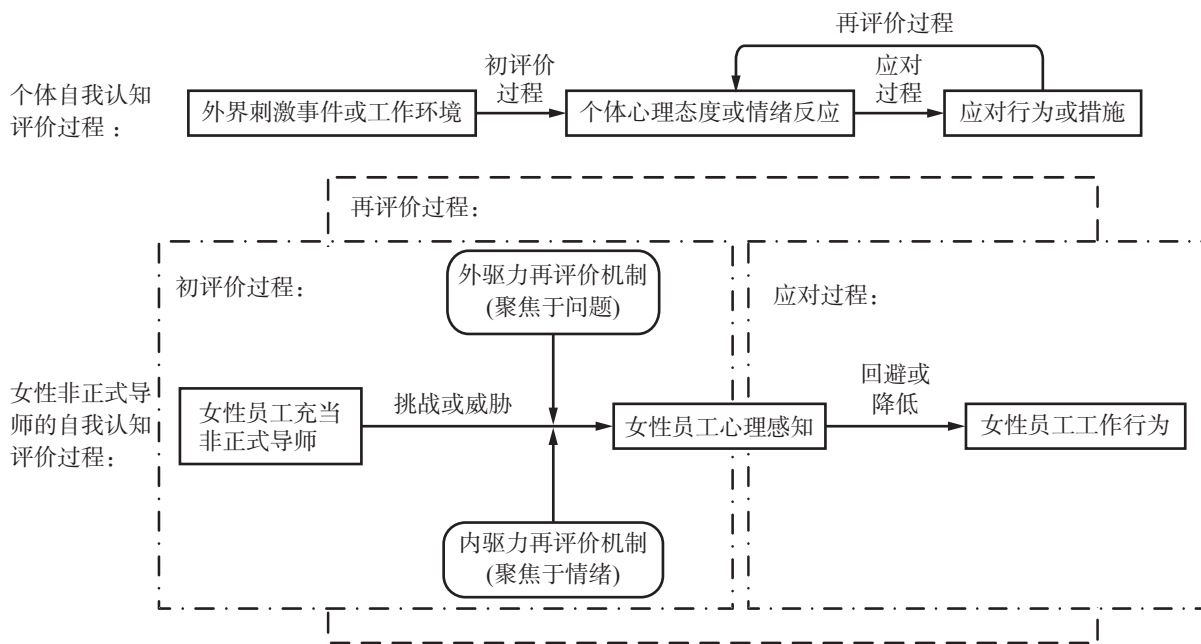 再评价过程
初评价
过程
应对
过程
个体自我认知
评价过程：
外界刺激事件或工作环境
个体心理态度或情绪反应
应对行为或措施
再评价过程：
初评价过程：
外驱力再评价机制
(聚焦于问题)
应对过程：
女性非正式导
师的自我认知
评价过程：
女性员工充当
非正式导师
挑战或威胁
女性员工心理感知
回避或
降低
女性员工工作行为
内驱力再评价机制
(聚焦于情绪)